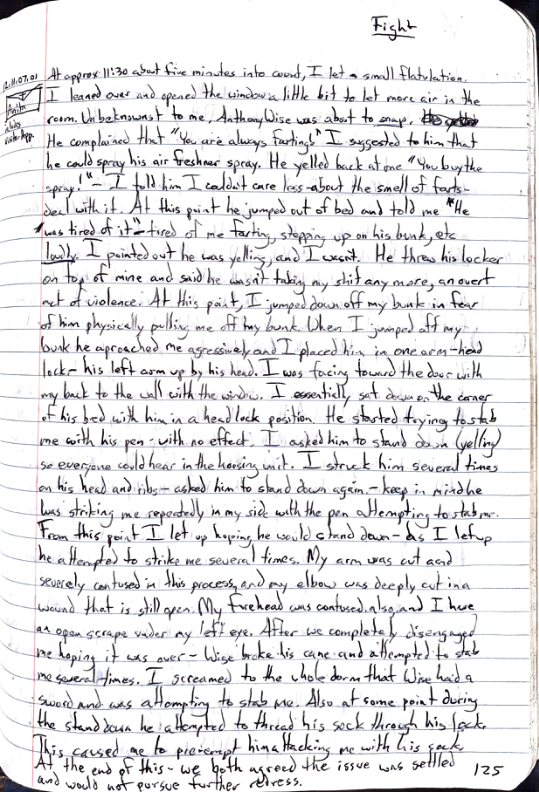 Fight
At approx 11:30 about five minutes into count, I let a small flatulation.
I leaned over and opened the window a little bit to let more air in the
room. Unbeknownst to me, Anthony Wise was about to snap.
He complained that "You are always farting!" I suggested to him that
he could spray his air freshner spray. He yelled back at me "You buy the
spray!" - I told him I couldn't care less about the smell of farts -
deal with it. At this point he jumped out of bed and told me "He
was tired of it" - tired of me farting, stepping up on his bunk, etc
loudly. I pointed out he was yelling, and I wasn't. He threw his locker
on top of mine and said he wasn't taking my shit any more, an overt
act of violence. At this point, I jumped down off my bunk in fear
of him physically pulling me off my bunk. When I jumped off my
bunk he aproached me agressively and I placed him in one arm-head
lock - his left arm up by his head. I was facing toward the door with
my back to the wall with the window. I essentially sat down on the corner
of his bed with him in a head lock position. He started trying to stab
me with his pen - with no effect. I asked him to stand down (yelling)
so everyone could hear in the housing unit. I struck him several times
on his head and ribs - asked him to stand down again - keep in mind he
was striking me repeatedly in my side with the pen attempting to stab me.
From this point I let up hoping he would stand down - as I let up
he attempted to strike me several times. My arm was cut and
severely contused in this process, and my elbow was deeply cut in a
wound that is still open. My forehead was contused also, and I have
an open scrape under my left eye. After we completely disengaged
me hoping it was over - Wise broke his cane and attempted to stab
me several times. I screamed to the whole dorm that Wise had a
sword and was attempting to stab me. Also at some point during
the stand down he attempted to thread his sock through his lock.
This caused me to preempt him attacking me with his sock.
At the end of this - we both agreed the issue was settled
and would not pursue further redress.
125